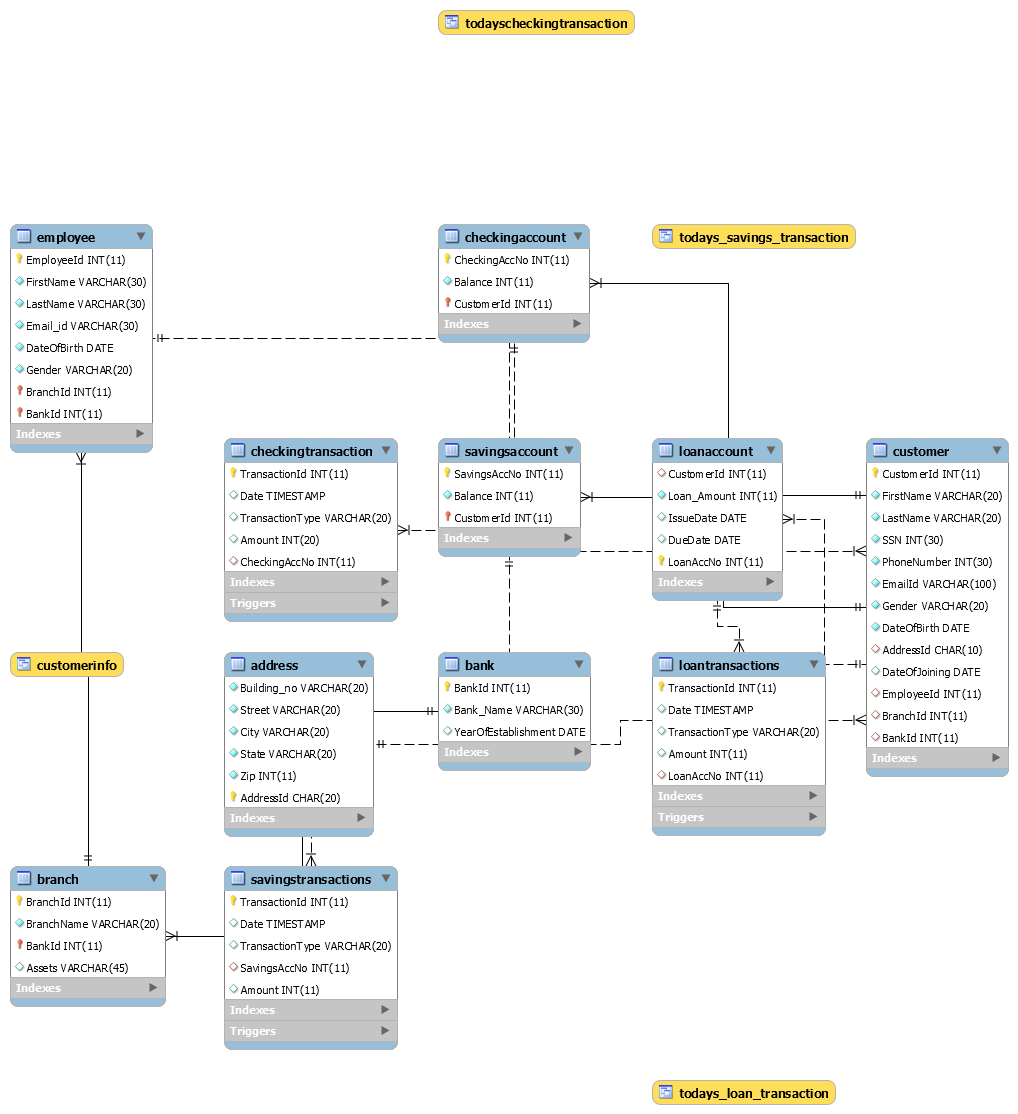 todayscheckingtransaction
employee
EmployeeId INT(11)
FirstName VARCHAR(30)
LastName VARCHAR(30)
Email_id VARCHAR(30)
DateOfBirth DATE
Gender VARCHAR(20)
BranchId INT(11)
BankId INT(11)
Indexes
checkingaccount
CheckingAccNo INT(11)
Balance INT(11)
CustomerId INT(11)
Indexes
todays_savings_transaction
checkingtransaction
TransactionId INT(11)
Date TIMESTAMP
TransactionType VARCHAR(20)
Amount INT(20)
CheckingAccNo INT(11)
Indexes
Triggers
savingsaccount
SavingsAccNo INT(11)
Balance INT(11)
CustomerId INT(11)
Indexes
loanaccount
CustomerId INT(11)
Loan_Amount INT(11)
IssueDate DATE
DueDate DATE
LoanAccNo INT(11)
Indexes
customer
CustomerId INT(11)
FirstName VARCHAR(20)
LastName VARCHAR(20)
SSN INT(30)
PhoneNumber INT(30)
EmailId VARCHAR(100)
Gender VARCHAR(20)
DateOfBirth DATE
AddressId CHAR(10)
DateOfJoining DATE
EmployeeId INT(11)
BranchId INT(11)
BankId INT(11)
Indexes
customerinfo
address
Building_no VARCHAR(20)
Street VARCHAR(20)
City VARCHAR(20)
State VARCHAR(20)
Zip INT(11)
AddressId CHAR(20)
Indexes
bank
BankId INT(11)
Bank_Name VARCHAR(30)
YearOfEstablishment DATE
Indexes
loantransactions
TransactionId INT(11)
Date TIMESTAMP
TransactionType VARCHAR(20)
Amount INT(11)
LoanAccNo INT(11)
Indexes
Triggers
branch
BranchId INT(11)
BranchName VARCHAR(20)
BankId INT(11)
Assets VARCHAR(45)
Indexes
savingstransactions
TransactionId INT(11)
Date TIMESTAMP
TransactionType VARCHAR(20)
SavingsAccNo INT(11)
Amount INT(11)
Indexes
Triggers
todays_loan_transaction